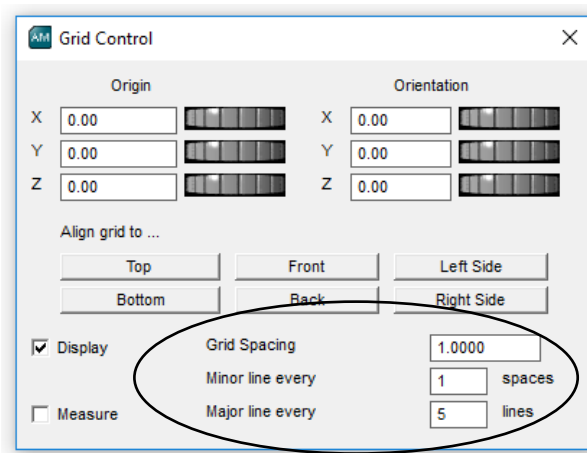 AM Grid Control
Origin Orientation
X 0.00 X 0.00
Y 0.00 Y 0.00
Z 0.00 Z 0.00
Align grid to ...
Top Front Left Side
Bottom Back Right Side
Display Grid Spacing 1.0000
Minor line every 1 spaces
Measure Major line every 5 lines